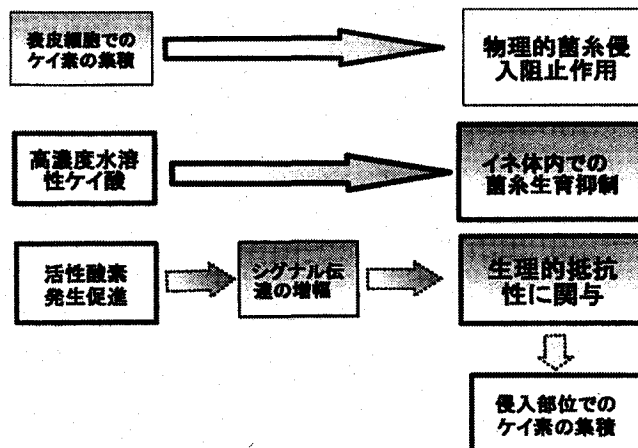 表皮細胞での
ケイ素の集積
物理的菌糸侵
入阻止作用
高濃度水溶
性ケイ酸
イネ体内での
菌糸生育抑制
活性酸素
発生促進
シグナル伝
達の増幅
生理的抵抗
性に関与
侵入部位での
ケイ素の集積